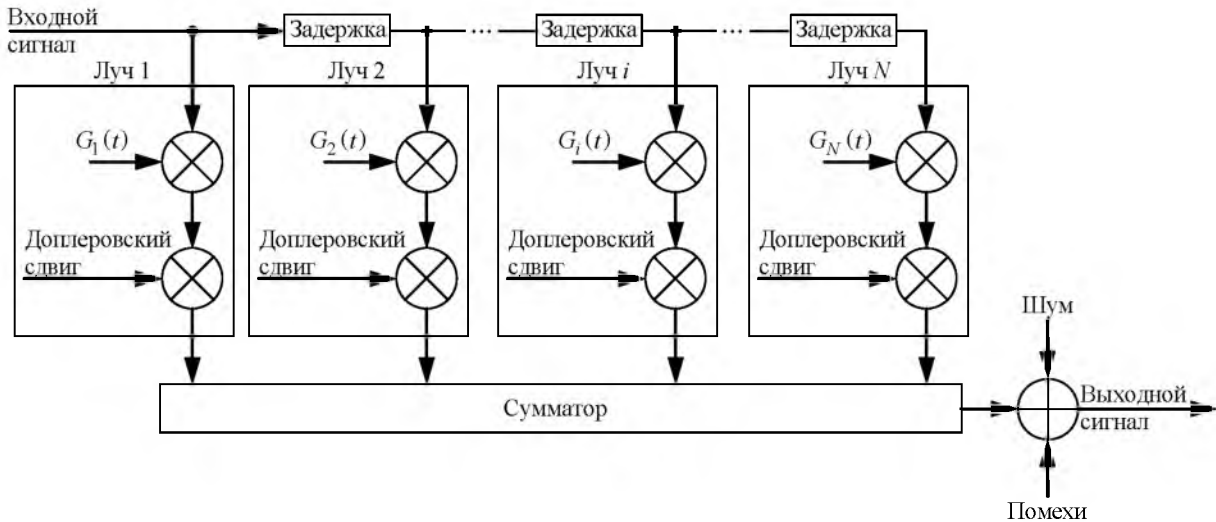 Входной
сигнал
Задержка
...
Задержка
...
Задержка
Луч 1
Луч 2
Луч i
Луч N
G₁(t)
G₂(t)
Gᵢ(t)
G_N(t)
Доплеровский
сдвиг
Доплеровский
сдвиг
Доплеровский
сдвиг
Доплеровский
сдвиг
Шум
Сумматор
Выходной
сигнал
Помехи